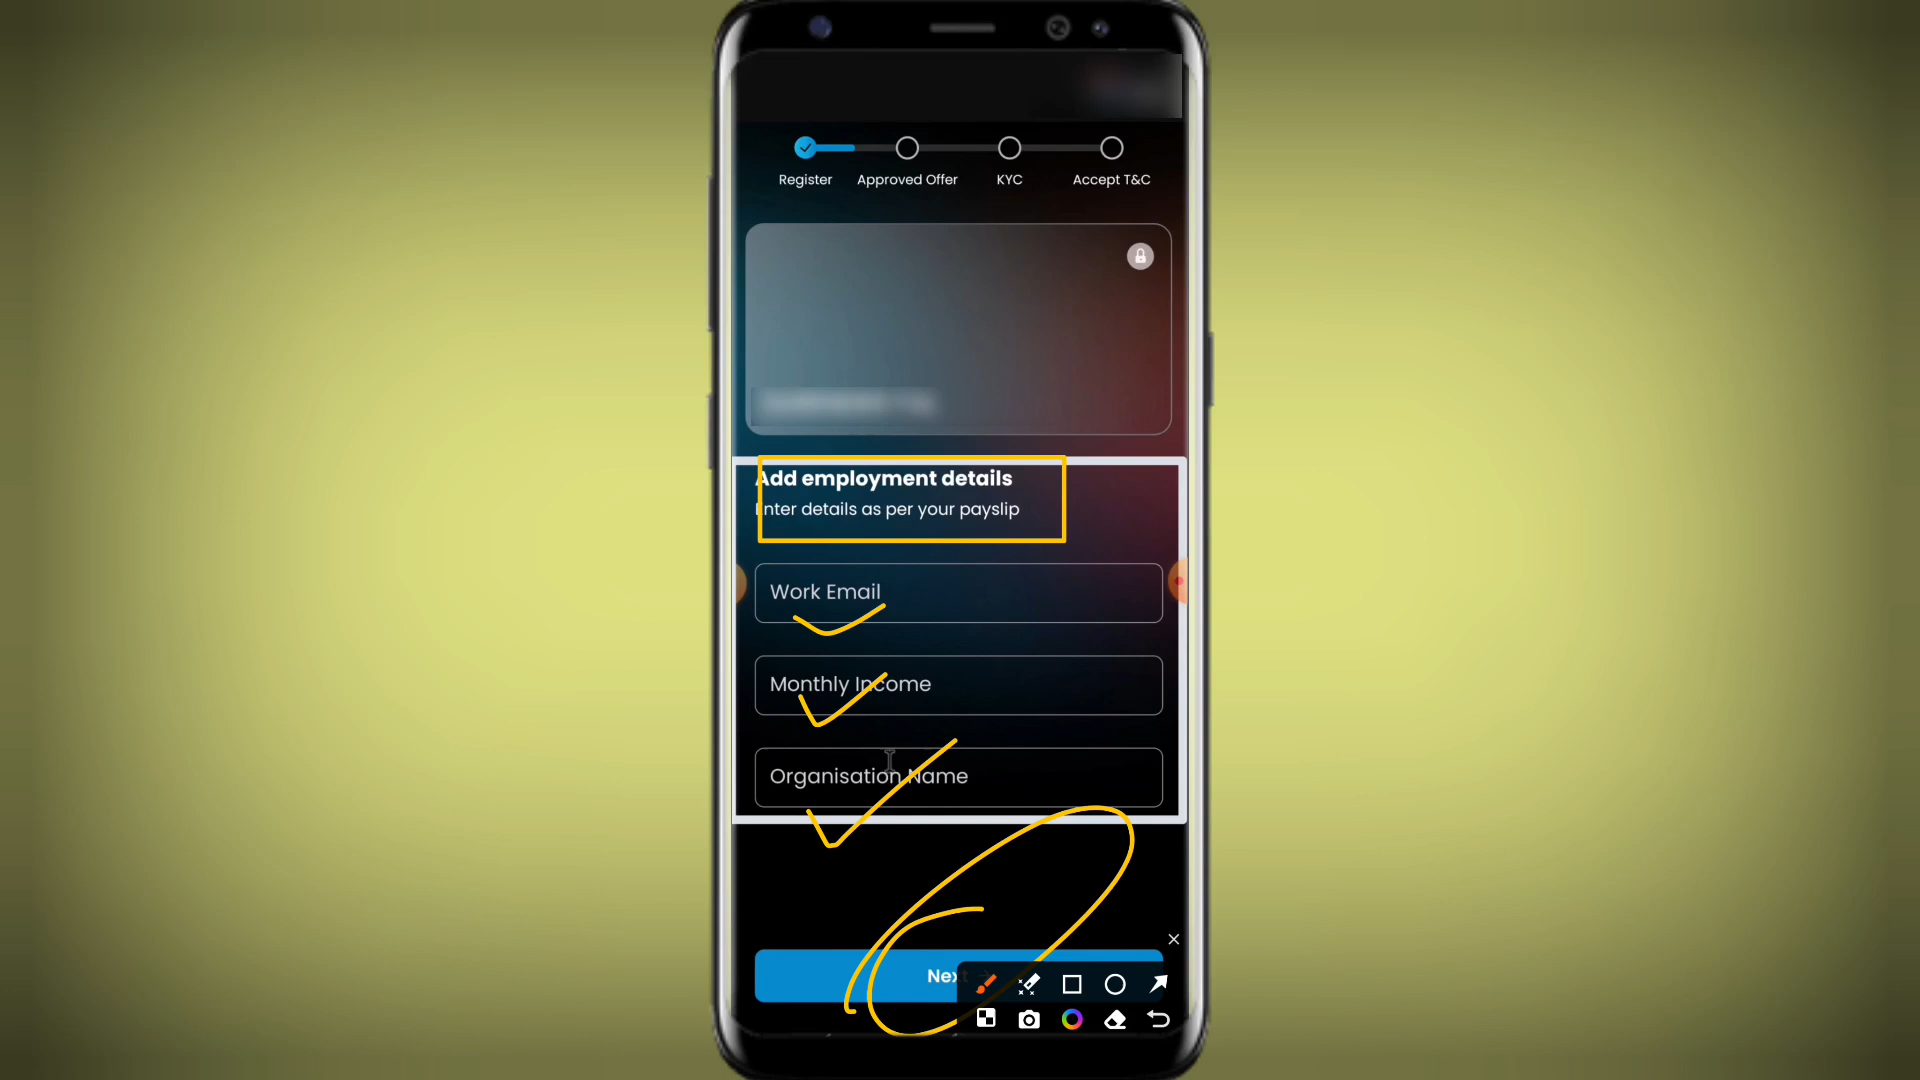 Register Approved Offer KYC Accept T&C
Add employment details
Enter details as per your payslip
Work Email
Monthly Income
Organisation Name
Next